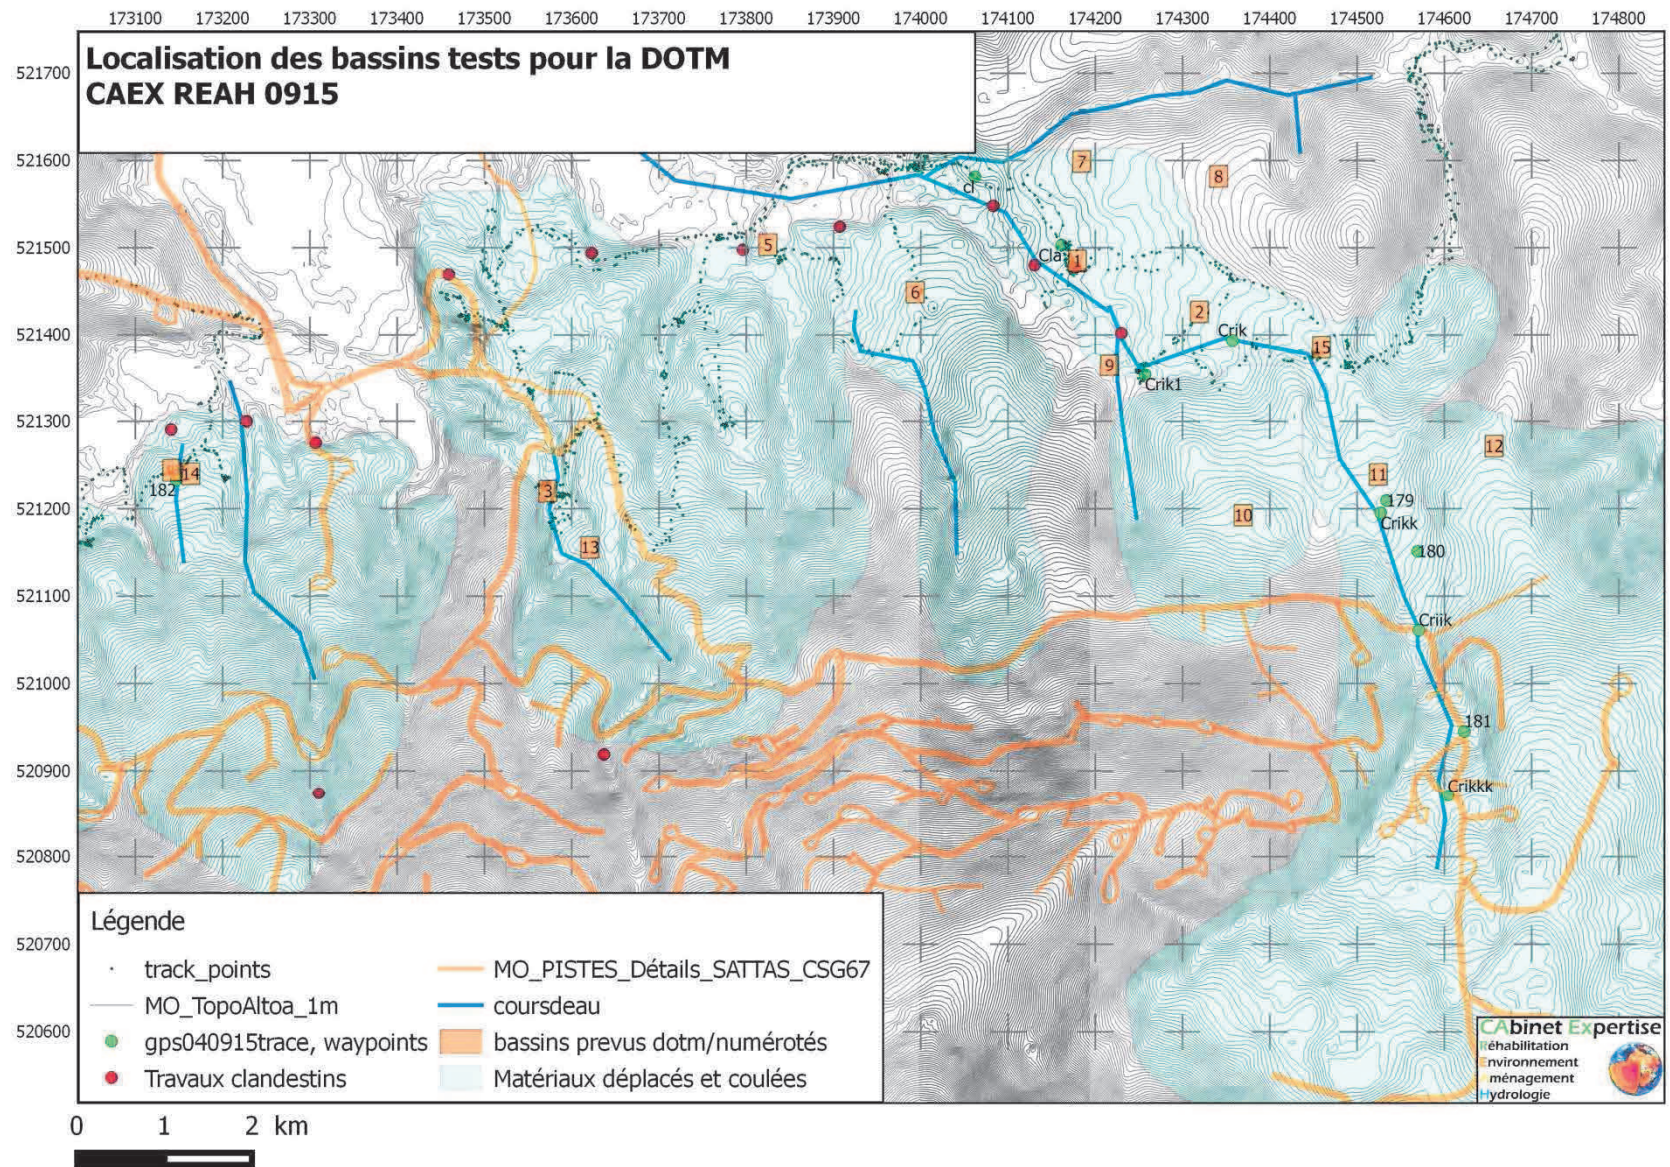 173100 173200 173300 173400 173500 173600 173700 173800 173900 174000 174100 174200 174300 174400 174500 174600 174700 174800
Localisation des bassins tests pour la DOTM
CAEX REAH 0915
521700
521600
521500
521400
521300
521200
521100
521000
520900
520800
520700
520600
7
8
cl
5
Cla
1
6
2
Crik
15
9
Crik1
12
14
11
182
3
179
Crikk
10
13
180
Criik
181
Crikkk
Légende
track_points
MO_TopoAltoa_1m
gps040915trace, waypoints
Travaux clandestins
MO_PISTES_Détails_SATTAS_CSG67
coursdeau
bassins prevus dotm/numérotés
Matériaux déplacés et coulées
CAbinet Expertise
Réhabilitation
Environnement
Aménagement
Hydrologie
0 1 2 km